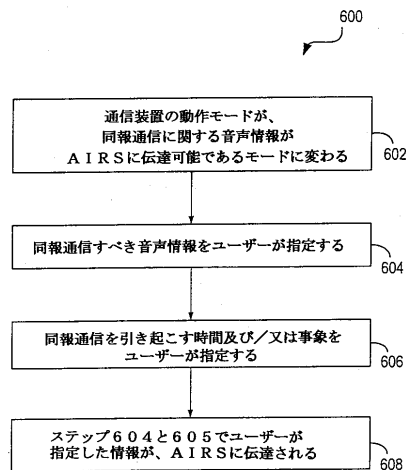 600
通信装置の動作モードが、
同報通信に関する音声情報が
AIRSに伝達可能であるモードに変わる
602
同報通信すべき音声情報をユーザーが指定する
604
同報通信を引き起こす時間及び/又は事象を
ユーザーが指定する
606
ステップ604と605でユーザーが
指定した情報が、AIRSに伝達される
608